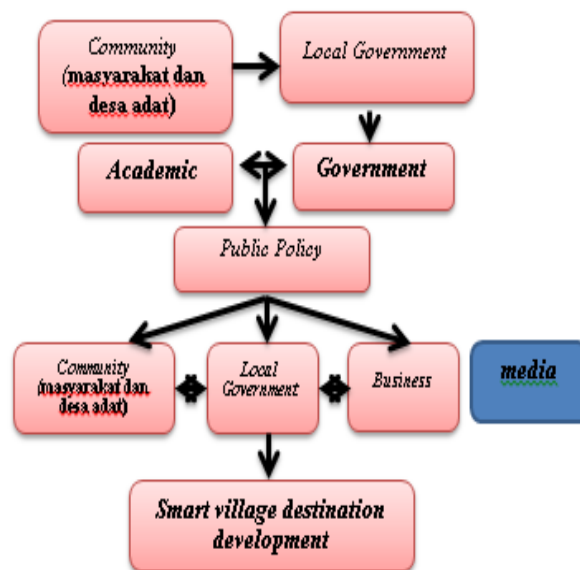 Community
(masyarakat dan
desa adat)
Local Government
Academic
Government
Public Policy
Community
(masyarakat dan
desa adat)
Local
Government
Business
media
Smart village destination
development